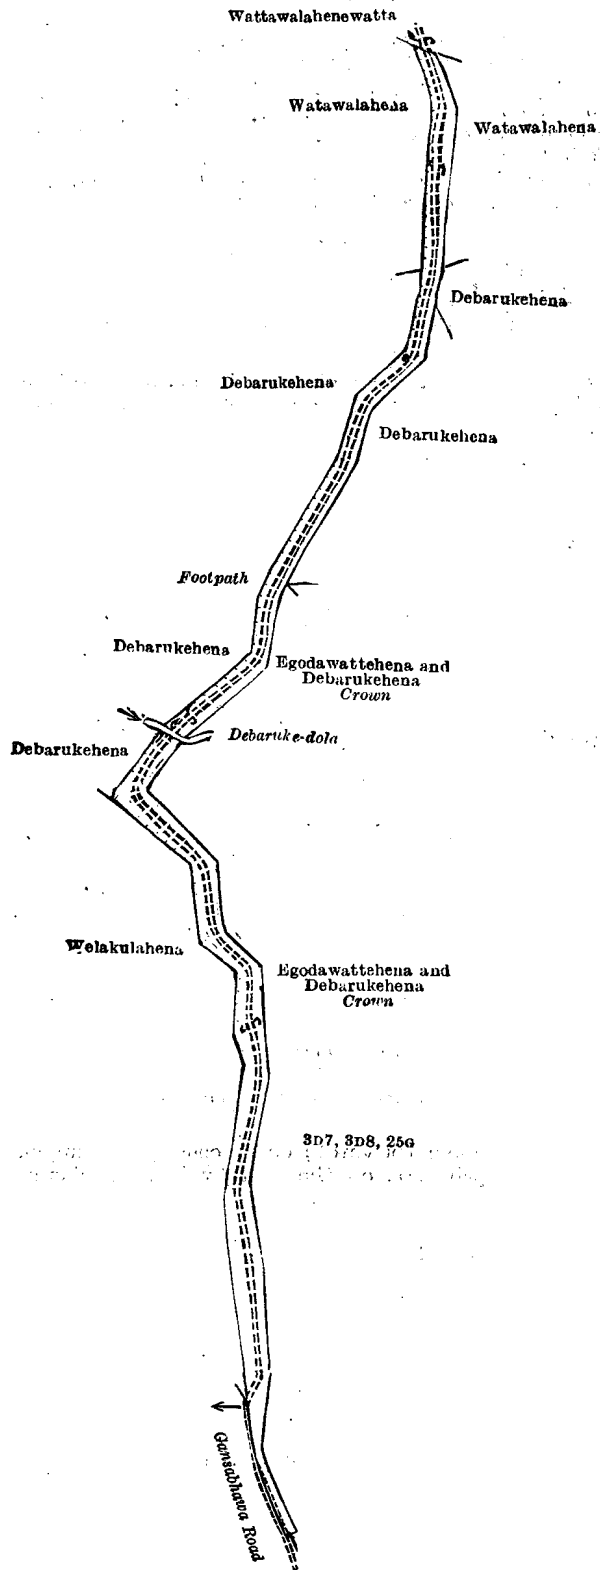 Wattawalahenewatta
Watawalahena
Watawalahena
Debarukehena
Debarukehena
Debarukehena
Footpath
Debarukehena
Egodawattehena and
Debarukehena
Crown
Debaruke-dola
Debarukehena
Welakulahena
Egodawattehena and
Debarukehena
Crown
3D7, 3D8, 25G
Gansabhawa Road